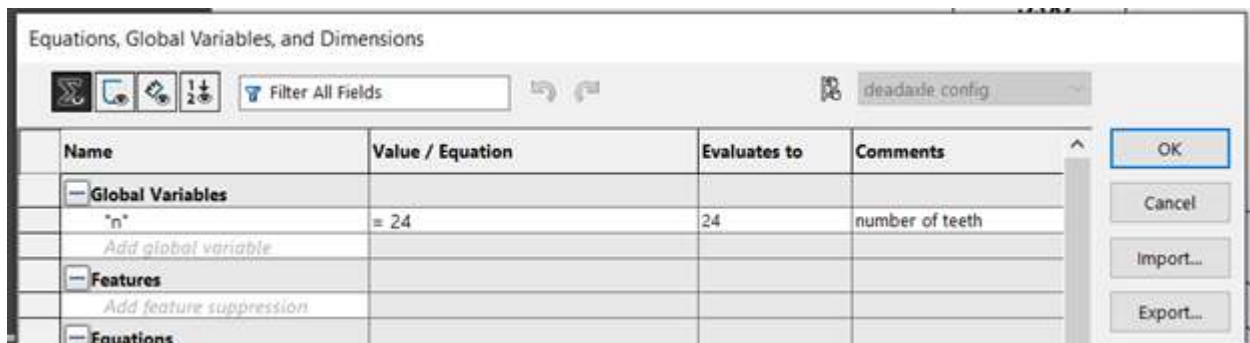 Equations, Global Variables, and Dimensions
Filter All Fields deadaxle config
Name Value / Equation Evaluates to Comments OK
Global Variables Cancel
"n" = 24 24 number of teeth
Add global variable Import...
Features
Add feature suppression Export...
Equations